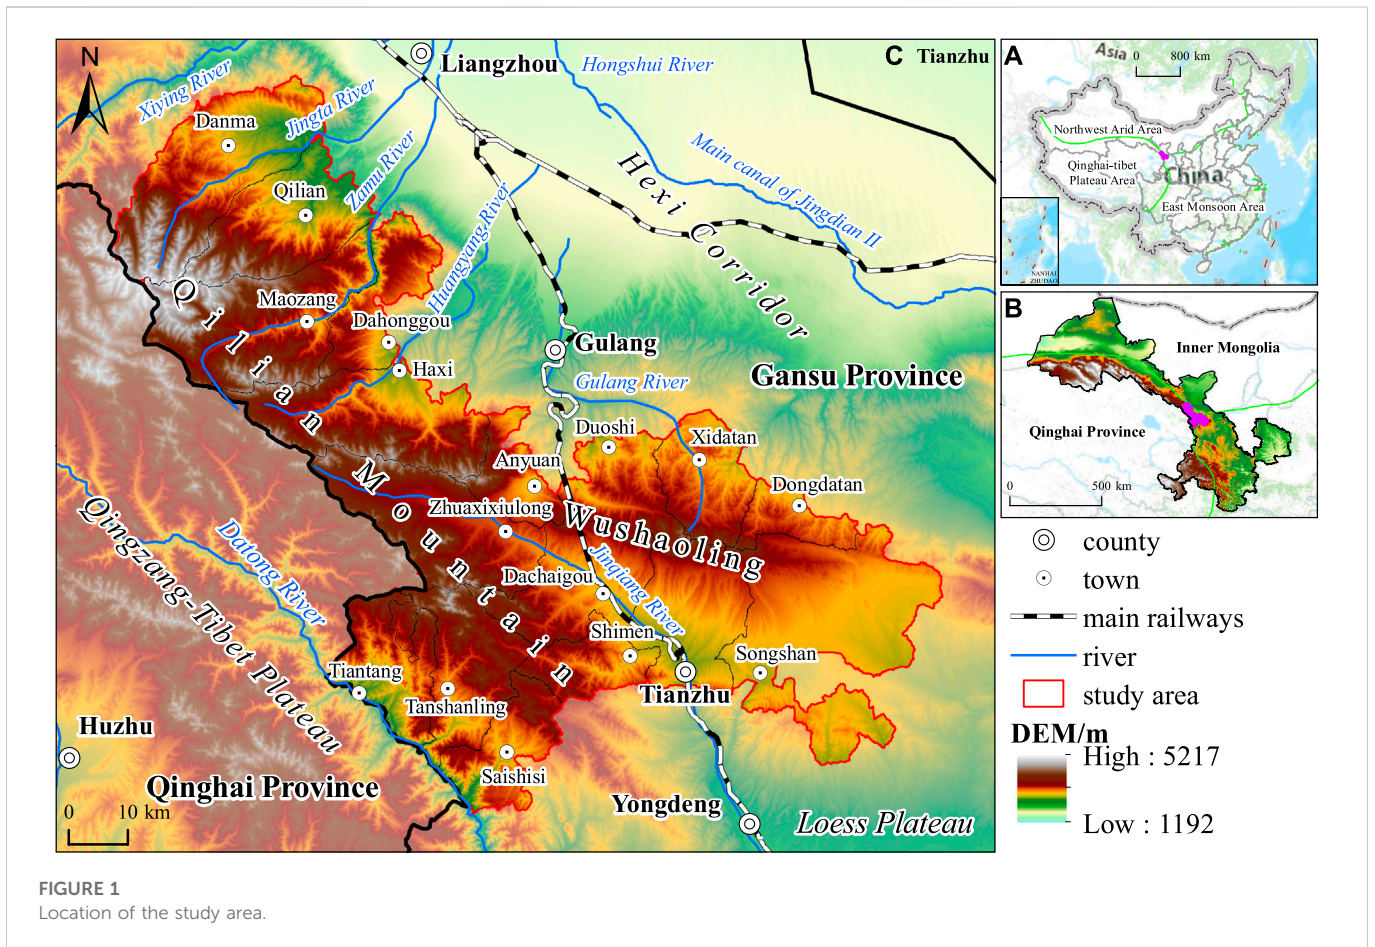 N
C Tianzhu
Liangzhou
Hongshui River
Xiying River
Jingta River
Danma
Zamu River
Main canal of Jingdian II
Hexi Corridor
Qilian
Huangyang River
Qilian Mountain
Maozang
Dahonggou
Haxi
Gulang
Gulang River
Gansu Province
Duoshi
Xidatan
Anyuan
Dongdatan
Zhuaxixiulong
Wushaoling
Qingzang-Tibet Plateau
Datong River
Dachaigou
Jinqiang River
Shimen
Songshan
Tiantang
Tanshanling
Tianzhu
Huzhu
Saishisi
Qinghai Province
Yongdeng
Loess Plateau
0 10 km
A
Asia
0 800 km
Northwest Arid Area
Qinghai-tibet
Plateau Area
China
East Monsoon Area
NANHAI
ZHUDAO
B
Inner Mongolia
Qinghai Province
0 500 km
county
town
main railways
river
study area
DEM/m
High : 5217
Low : 1192
FIGURE 1
Location of the study area.